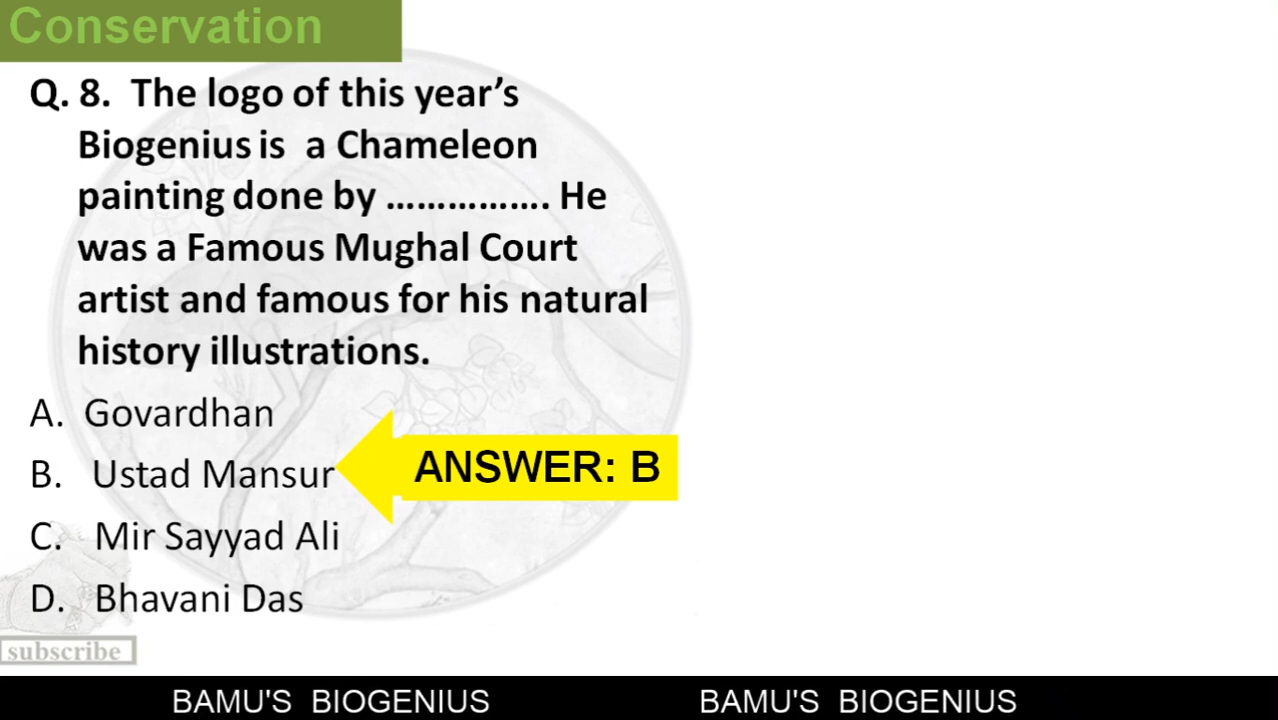 Conservation
Q. 8. The logo of this year’s
Biogenius is a Chameleon
painting done by ……………. He
was a Famous Mughal Court
artist and famous for his natural
history illustrations.
A. Govardhan
B. Ustad Mansur
ANSWER: B
C. Mir Sayyad Ali
D. Bhavani Das
subscribe
BAMU'S BIOGENIUS BAMU'S BIOGENIUS